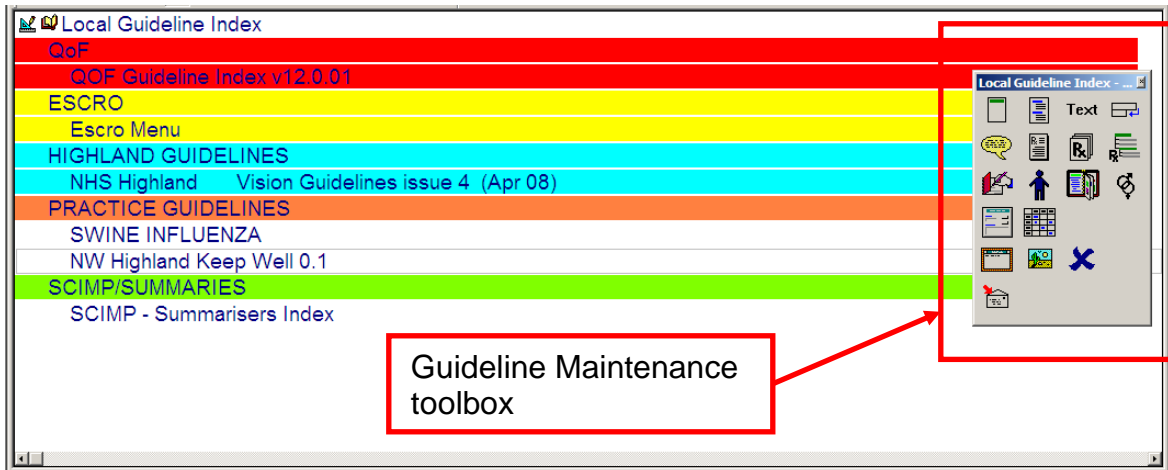 Local Guideline Index
QoF
QOF Guideline Index v12.0.01
ESCRO
Escro Menu
HIGHLAND GUIDELINES
NHS Highland Vision Guidelines issue 4 (Apr 08)
PRACTICE GUIDELINES
SWINE INFLUENZA
NW Highland Keep Well 0.1
SCIMP/SUMMARIES
SCIMP - Summarisers Index
Local Guideline Index - ...
Text
Guideline Maintenance
toolbox